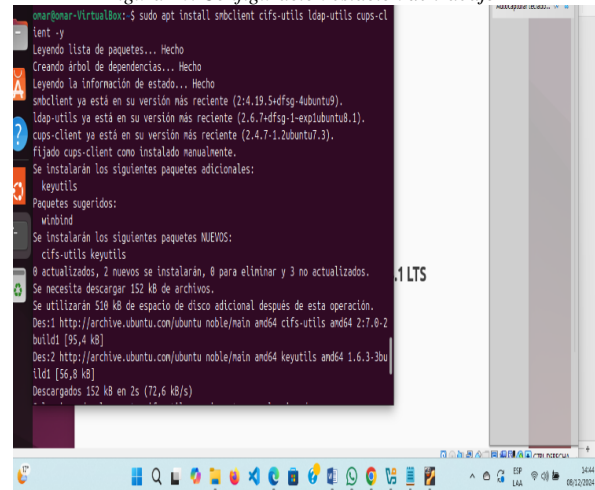 omar@omar-VirtualBox:~$ sudo apt install smbclient cifs-utils ldap-utils cups-cl
ient -y
Leyendo lista de paquetes... Hecho
Creando árbol de dependencias... Hecho
Leyendo la información de estado... Hecho
smbclient ya está en su versión más reciente (2:4.19.5+dfsg-4ubuntu9).
ldap-utils ya está en su versión más reciente (2.6.7+dfsg-1~exp1ubuntu8.1).
cups-client ya está en su versión más reciente (2.4.7-1.2ubuntu7.3).
fijado cups-client como instalado manualmente.
Se instalarán los siguientes paquetes adicionales:
keyutils
Paquetes sugeridos:
winbind
Se instalarán los siguientes paquetes NUEVOS:
cifs-utils keyutils
0 actualizados, 2 nuevos se instalarán, 0 para eliminar y 3 no actualizados.
Se necesita descargar 152 kB de archivos.
Se utilizarán 510 kB de espacio de disco adicional después de esta operación.
Des:1 http://archive.ubuntu.com/ubuntu noble/main amd64 cifs-utils amd64 2:7.0-2
build1 [95,4 kB]
Des:2 http://archive.ubuntu.com/ubuntu noble/main amd64 keyutils amd64 1.6.3-3bu
ild1 [56,8 kB]
Descargados 152 kB en 2s (72,6 kB/s)
.1 LTS
CTRL DERECHA
17°
ESP
LAA
14:44
08/12/2024